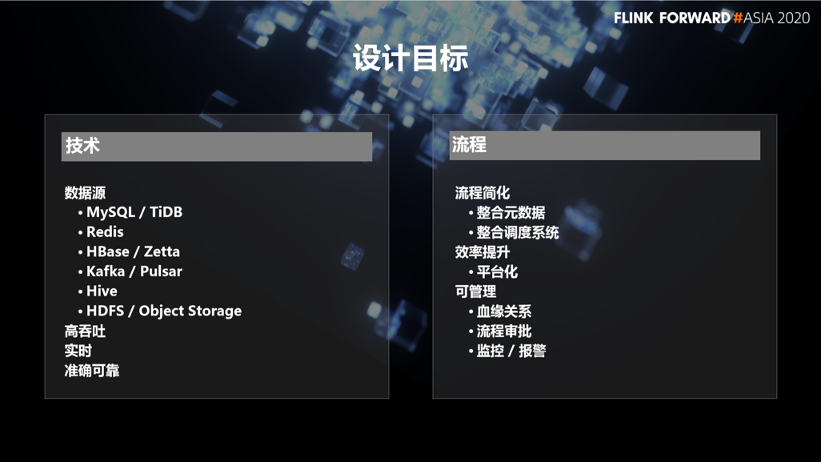 FLINK FORWARD #ASIA 2020
设计目标
技术
数据源
• MySQL / TiDB
• Redis
• HBase / Zetta
• Kafka / Pulsar
• Hive
• HDFS / Object Storage
高吞吐
实时
准确可靠
流程
流程简化
• 整合元数据
• 整合调度系统
效率提升
• 平台化
可管理
• 血缘关系
• 流程审批
• 监控 / 报警